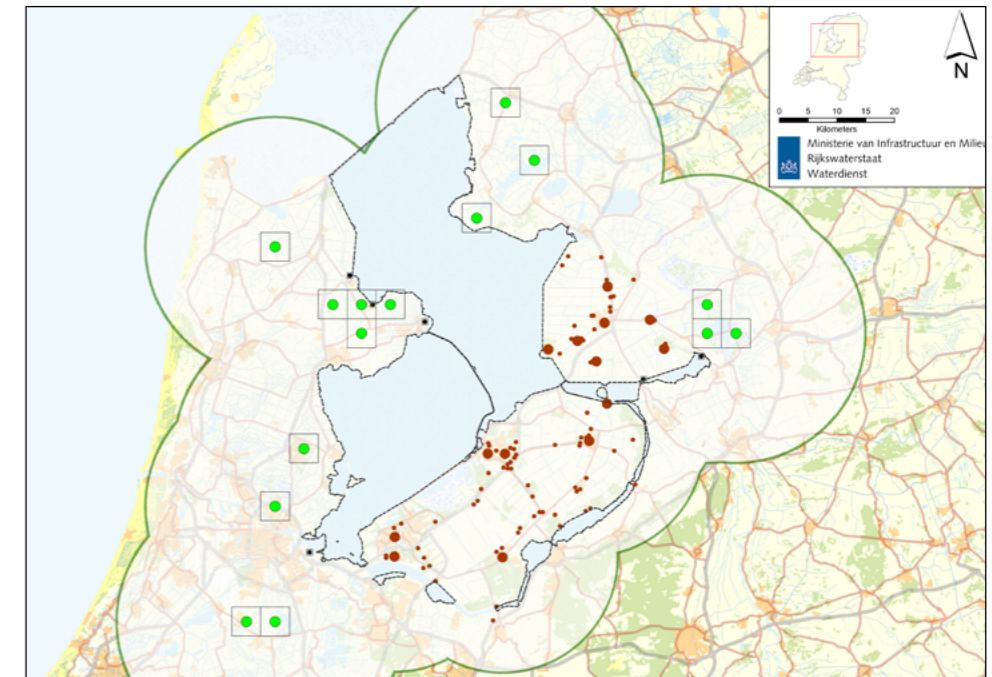 N
0 5 10 15 20
Kilometers
Ministerie van Infrastructuur en Milieu
Rijkswaterstaat
Waterdienst